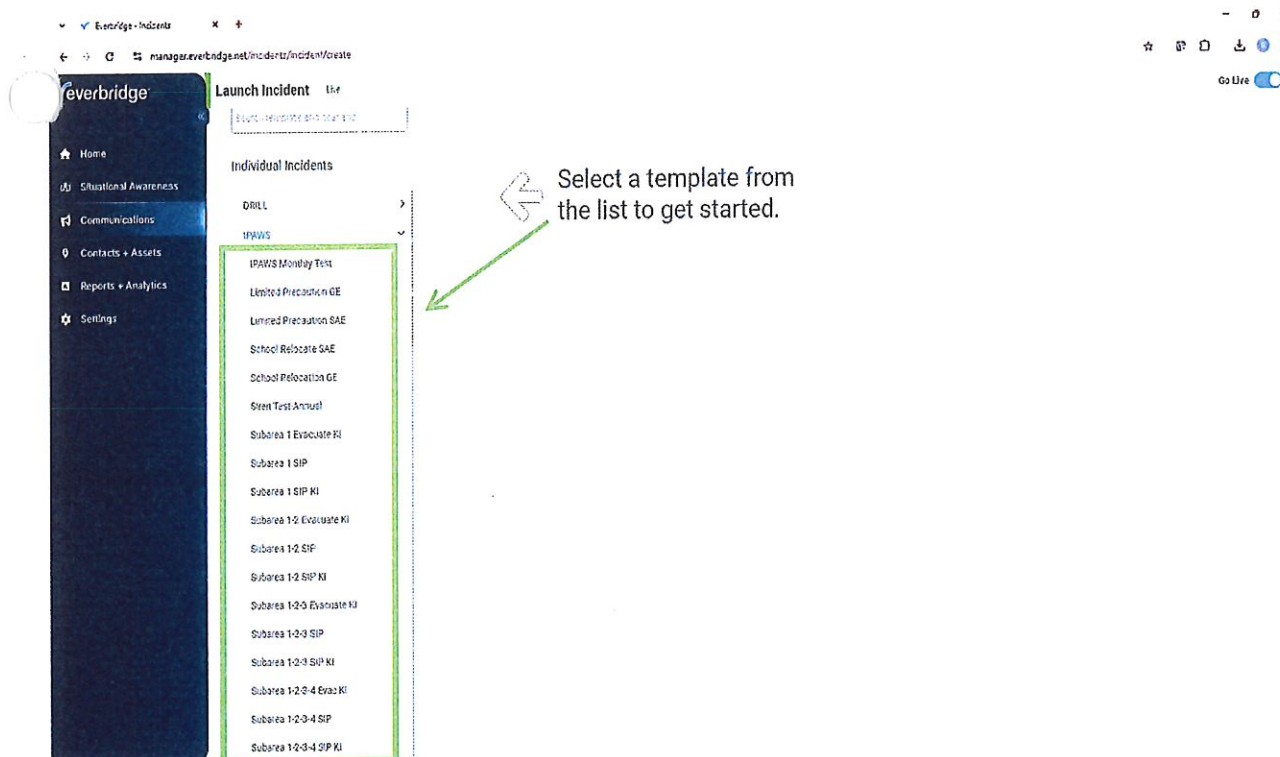 Everbridge - Incidents
manager.everbridge.net/incidents/incident/create
everbridge
Launch Incident
Go Live
Home
Individual Incidents
Situational Awareness
DRILL
Communications
IPAWS
Contacts + Assets
Reports + Analytics
Settings
IPAWS Monthly Test
Limited Precaution GE
Limited Precaution SAE
School Relocate SAE
School Relocation GE
Siren Test Annual
Subarea 1 Evacuate KI
Subarea 1 SIP
Subarea 1 SIP KI
Subarea 1-2 Evacuate KI
Subarea 1-2 SIP
Subarea 1-2 SIP KI
Subarea 1-2-3 Evacuate KI
Subarea 1-2-3 SIP
Subarea 1-2-3 SIP KI
Subarea 1-2-3-4 Evac KI
Subarea 1-2-3-4 SIP
Subarea 1-2-3-4 SIP KI
Select a template from
the list to get started.